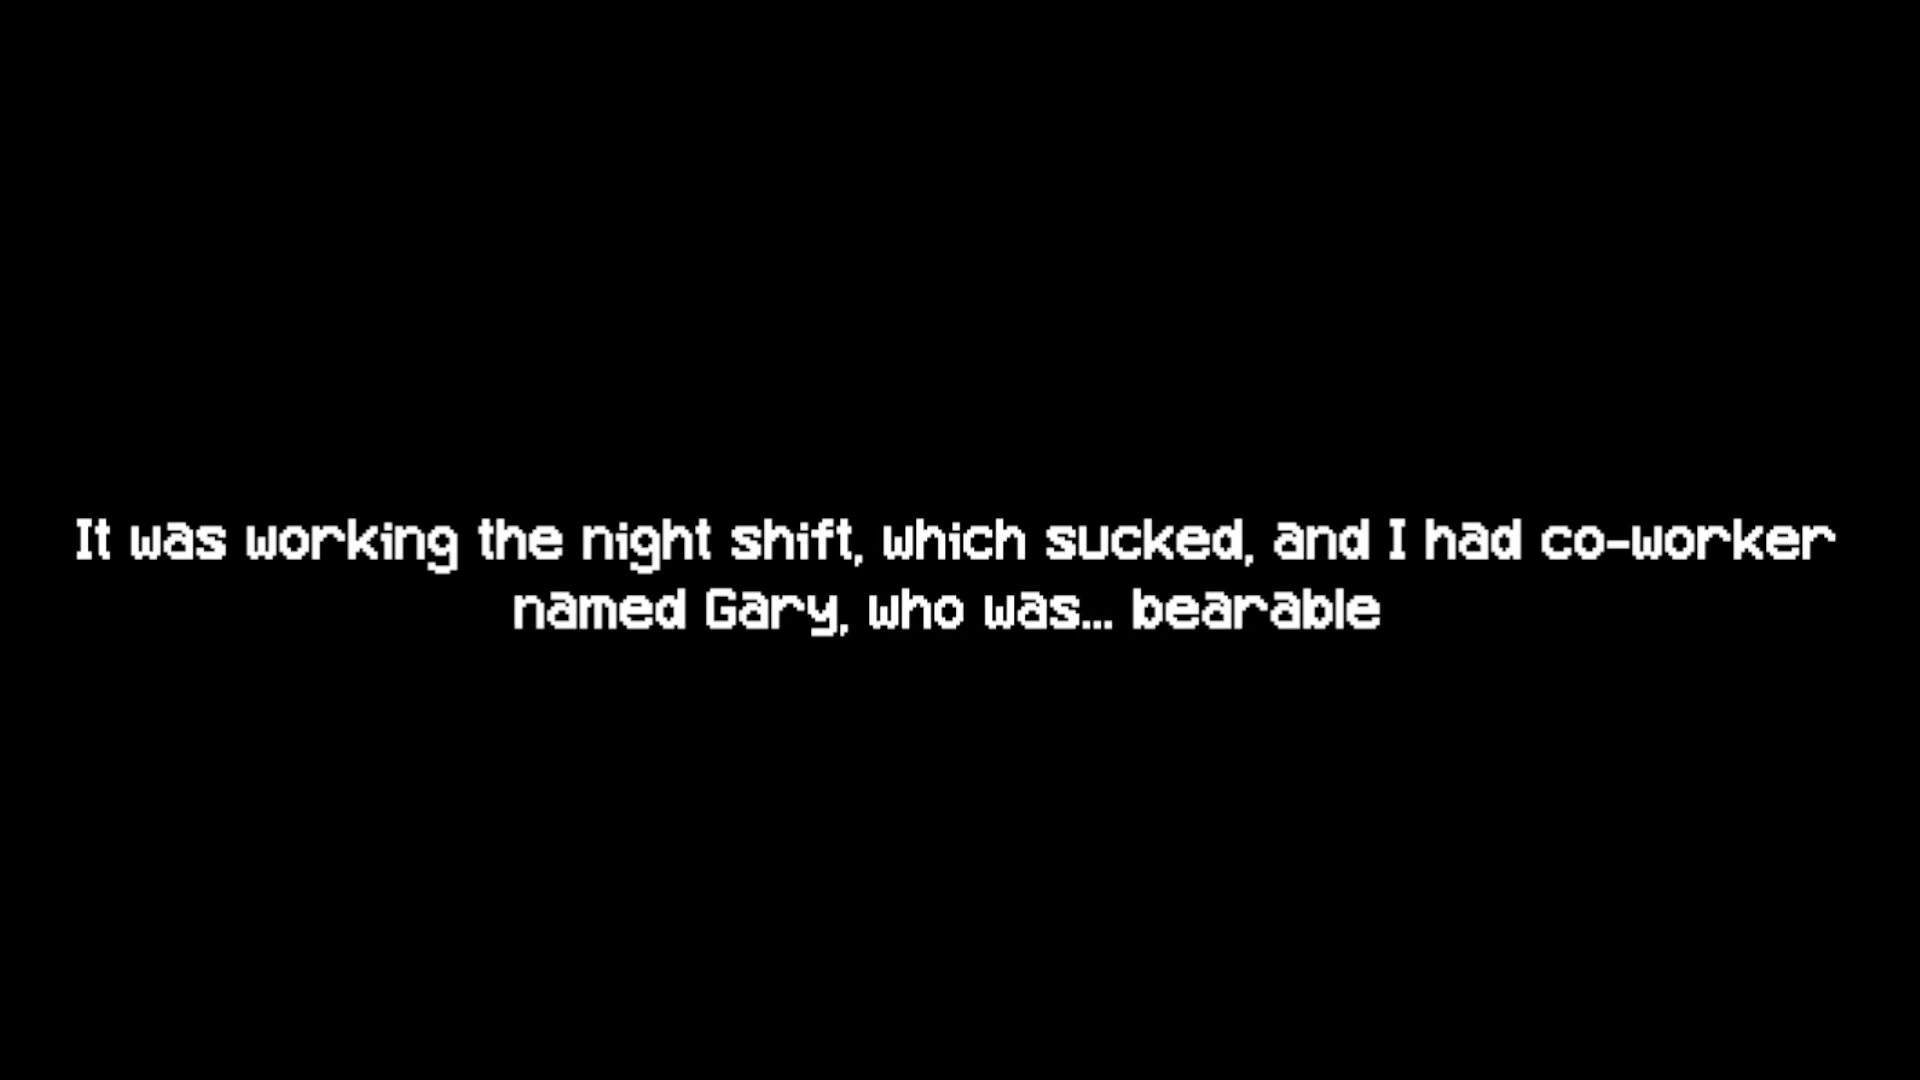 It was working the night shift, which sucked, and I had co-worker
named Gary, who was... bearable